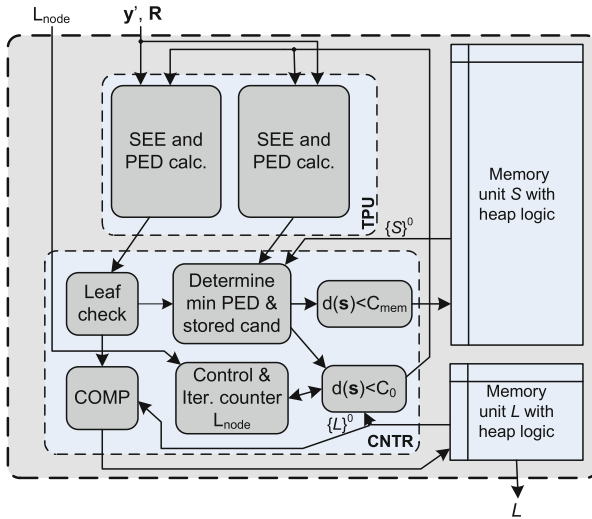 L_node
y', R
SEE and
PED calc.
SEE and
PED calc.
TPU
Memory
unit S with
heap logic
{S}^0
Leaf
check
Determine
min PED &
stored cand
d(s)<C_mem
COMP
Control &
Iter. counter
L_node
d(s)<C_0
{L}^0
CNTR
Memory
unit L with
heap logic
L